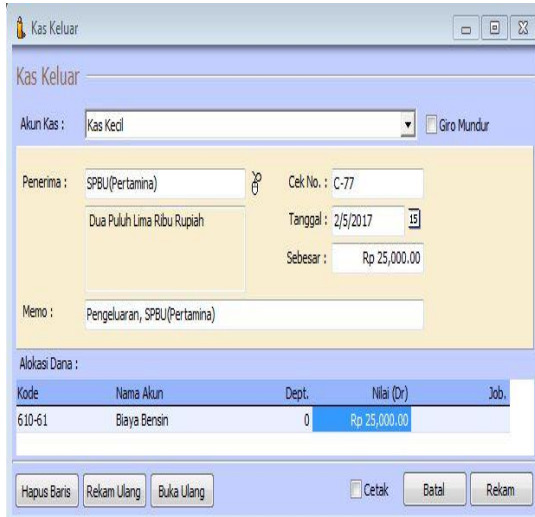 Kas Keluar
Kas Keluar
Akun Kas : Kas Kecil Giro Mundur
Penerima : SPBU(Pertamina) Cek No. : C-77
Dua Puluh Lima Ribu Rupiah Tanggal : 2/5/2017 15
Sebesar : Rp 25,000.00
Memo : Pengeluaran, SPBU(Pertamina)
Alokasi Dana :
Kode Nama Akun Dept. Nilai (Dr) Job.
610-61 Biaya Bensin 0 Rp 25,000.00
Hapus Baris Rekam Ulang Buka Ulang Cetak Batal Rekam